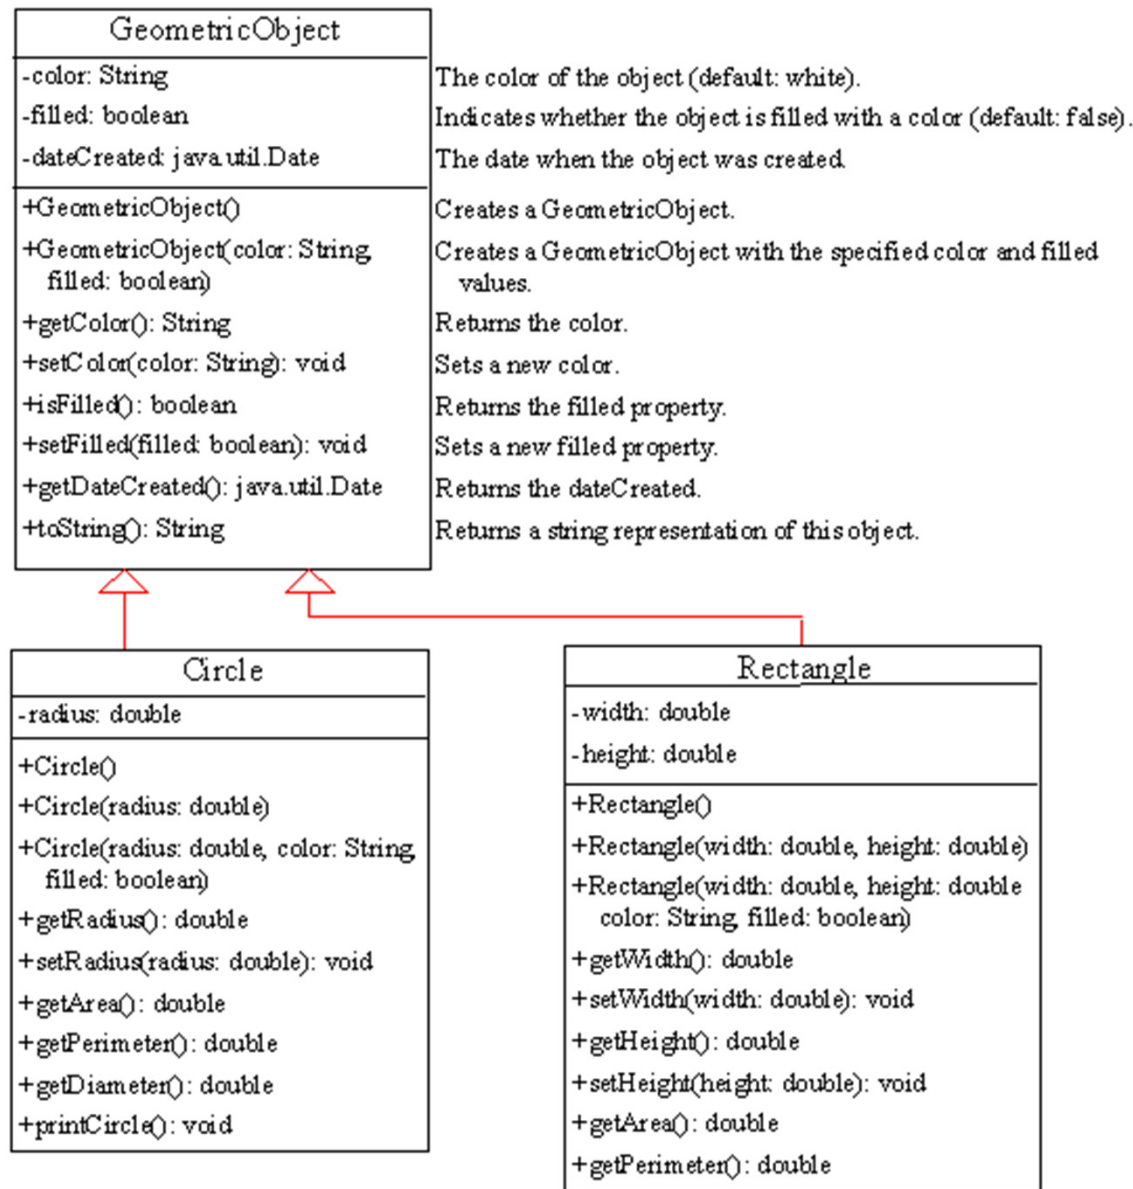 GeometricObject
-color: String
The color of the object (default: white).
-filled: boolean
Indicates whether the object is filled with a color (default: false).
-dateCreated: java.util.Date
The date when the object was created.
+GeometricObject()
Creates a GeometricObject.
+GeometricObject(color: String,
filled: boolean)
Creates a GeometricObject with the specified color and filled
values.
+getColor(): String
Returns the color.
+setColor(color: String): void
Sets a new color.
+isFilled(): boolean
Returns the filled property.
+setFilled(filled: boolean): void
Sets a new filled property.
+getDateCreated(): java.util.Date
Returns the dateCreated.
+toString(): String
Returns a string representation of this object.
Circle
-radius: double
+Circle()
+Circle(radius: double)
+Circle(radius: double, color: String,
filled: boolean)
+getRadius(): double
+setRadius(radius: double): void
+getArea(): double
+getPerimeter(): double
+getDiameter(): double
+printCircle(): void
Rectangle
-width: double
-height: double
+Rectangle()
+Rectangle(width: double, height: double)
+Rectangle(width: double, height: double
color: String, filled: boolean)
+getWidth(): double
+setWidth(width: double): void
+getHeight(): double
+setHeight(height: double): void
+getArea(): double
+getPerimeter(): double